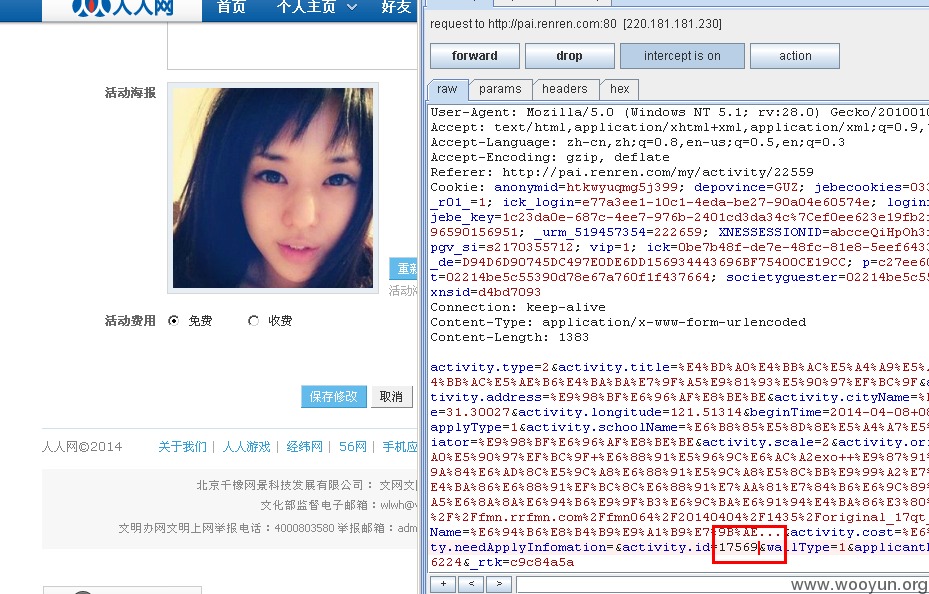 人人网
首页
个人主页
好友
活动海报
重新
活动费用
免费
收费
保存修改
取消
人人网©2014
关于我们
人人游戏
经纬网
56网
手机应
北京千橡网景科技发展有限公司： 文网文
文化部监督电子邮箱：wlwh@
文明办网文明上网举报电话：4000803580 举报邮箱：adm
request to http://pai.renren.com:80 [220.181.181.230]
forward
drop
intercept is on
action
raw
params
headers
hex
User-Agent: Mozilla/5.0 (Windows NT 5.1; rv:28.0) Gecko/2010010
Accept: text/html,application/xhtml+xml,application/xml;q=0.9,
Accept-Language: zh-cn,zh;q=0.8,en-us;q=0.5,en;q=0.3
Accept-Encoding: gzip, deflate
Referer: http://pai.renren.com/my/activity/22559
Cookie: anonymid=htkwyuqmg5j399; depovince=GUZ; jebecookies=033
_r01_=1; ick_login=e77a3ee1-10c1-4eda-be27-90a04e60574e; login
jebe_key=1c23da0e-687c-4ee7-976b-2401cd3da34c%7Cef0ee623e19fb2
96590156951; _urm_519457354=222659; XNESSESSIONID=abcceQiHpOh3
pgv_si=s2170355712; vip=1; ick=0be7b48f-de7e-48fc-81e8-5eef643
_de=D94D6D90745DC497E0DE6DD156934443696BF75400CE19CC; p=c27ee60
t=02214be5c55390d78e67a760f1f437664; societyguester=02214be5c55
xnsid=d4bd7093
Connection: keep-alive
Content-Type: application/x-www-form-urlencoded
Content-Length: 1383
activity.type=2&activity.title=%E4%BD%A0%E4%BB%AC%E5%A4%A9%E5%
4%BB%AC%E5%AE%B6%E4%BA%BA%E7%9F%A5%E9%81%93%E5%90%97%EF%BC%9F&
tivity.address=%E9%98%BF%E6%96%AF%E8%BE%BE&activity.cityName=%
e=31.30027&activity.longitude=121.51314&beginTime=2014-04-08+08
applyType=1&activity.schoolName=%E6%B8%85%E5%8D%8E%E5%A4%A7%E5
iator=%E9%98%BF%E6%96%AF%E8%BE%BE&activity.scale=2&activity.or
A0%E5%90%97%EF%BC%9F+%E6%88%91%E5%96%9C%E6%AC%A2exo++%E9%87%91
9A%84%E6%AD%8C%E5%9C%A8%E6%88%91%E5%9C%A8%E5%8C%BB%E9%99%A2%E7
E4%BA%86%E6%88%91%EF%BC%8C%E6%88%91%E7%AA%81%E7%84%B6%E6%9C%89
A5%E6%8A%8A%E6%94%B6%E9%9F%B3%E6%9C%BA%E6%91%94%E4%BA%86%E3%80
%2F%2Ffmn.rrfmn.com%2Ffmn064%2F20140404%2F1435%2Foriginal_17qt_
Name=%E6%94%B6%E8%B4%B9%E9%A1%B9%E7%9B%AE...&activity.cost=%E6%
ty.needApplyInfomation=&activity.id=17569&wallType=1&applicant
6224&_rtk=c9c84a5a
+
<
>
www.wooyun.org